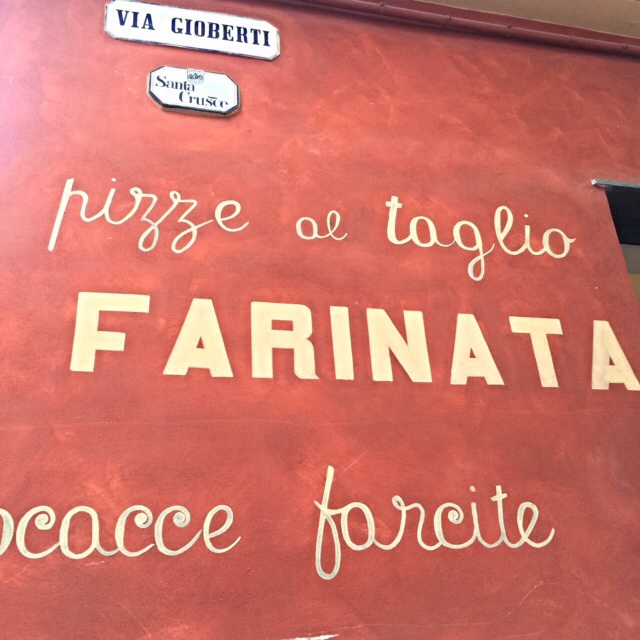 VIA GIOBERTI
Santa
Crusce
pizze al taglio
FARINATA
ocacce farcite